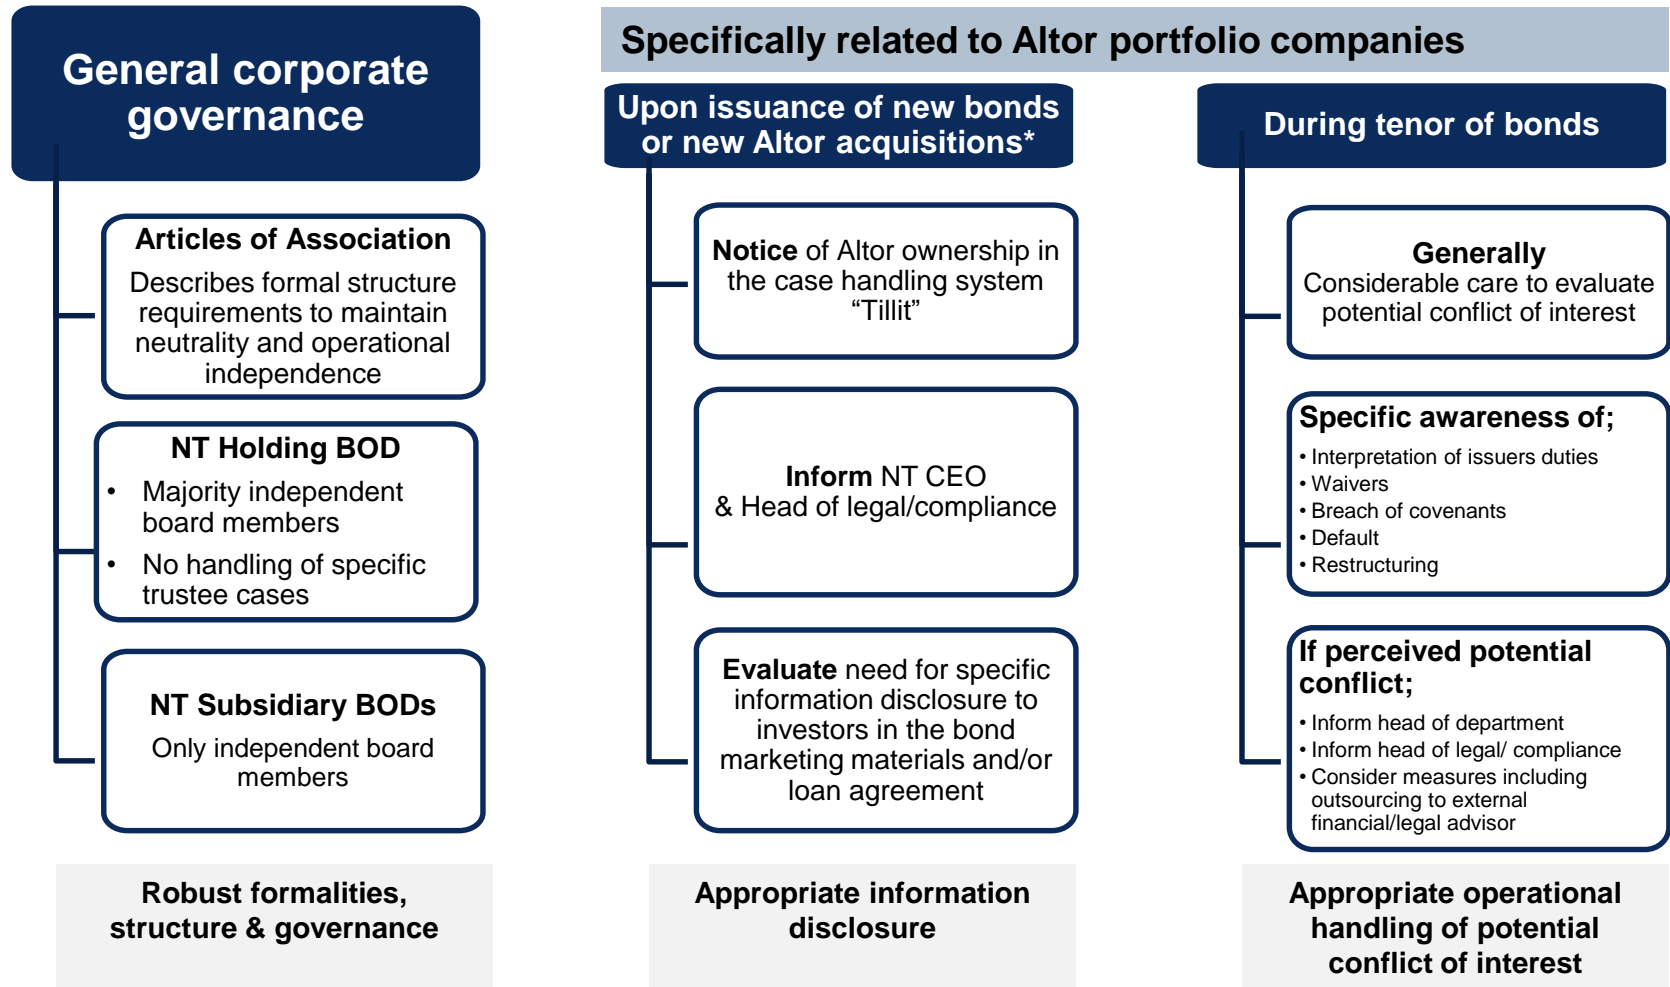 General corporate
governance
Articles of Association
Describes formal structure
requirements to maintain
neutrality and operational
independence
NT Holding BOD
• Majority independent
board members
• No handling of specific
trustee cases
NT Subsidiary BODs
Only independent board
members
Robust formalities,
structure & governance
Specifically related to Altor portfolio companies
Upon issuance of new bonds
or new Altor acquisitions*
Notice of Altor ownership in
the case handling system
“Tillit”
Inform NT CEO
& Head of legal/compliance
Evaluate need for specific
information disclosure to
investors in the bond
marketing materials and/or
loan agreement
Appropriate information
disclosure
During tenor of bonds
Generally
Considerable care to evaluate
potential conflict of interest
Specific awareness of;
• Interpretation of issuers duties
• Waivers
• Breach of covenants
• Default
• Restructuring
If perceived potential
conflict;
• Inform head of department
• Inform head of legal/ compliance
• Consider measures including
outsourcing to external
financial/legal advisor
Appropriate operational
handling of potential
conflict of interest